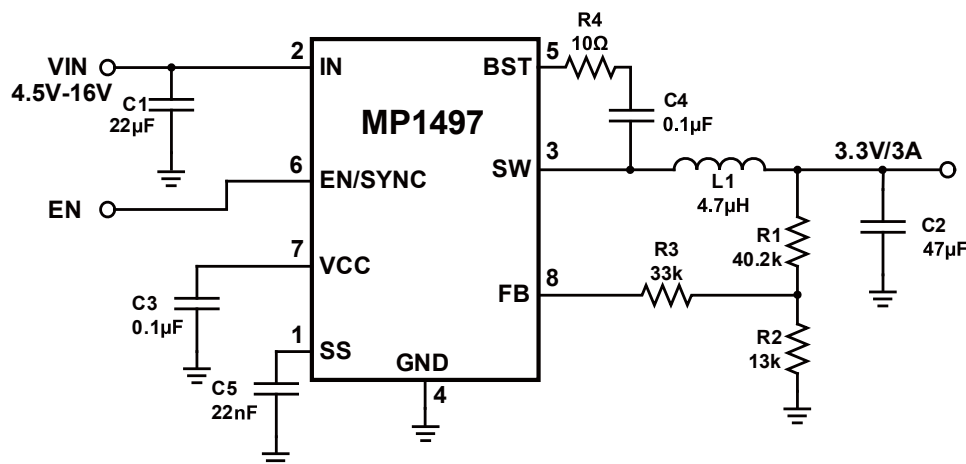 VIN
4.5V-16V
C1
22µF
2
IN
MP1497
BST
5
R4
10Ω
C4
0.1µF
EN
6
EN/SYNC
SW
3
L1
4.7µH
3.3V/3A
C2
47µF
R1
40.2k
7
VCC
C3
0.1µF
FB
8
R3
33k
R2
13k
1
SS
C5
22nF
GND
4